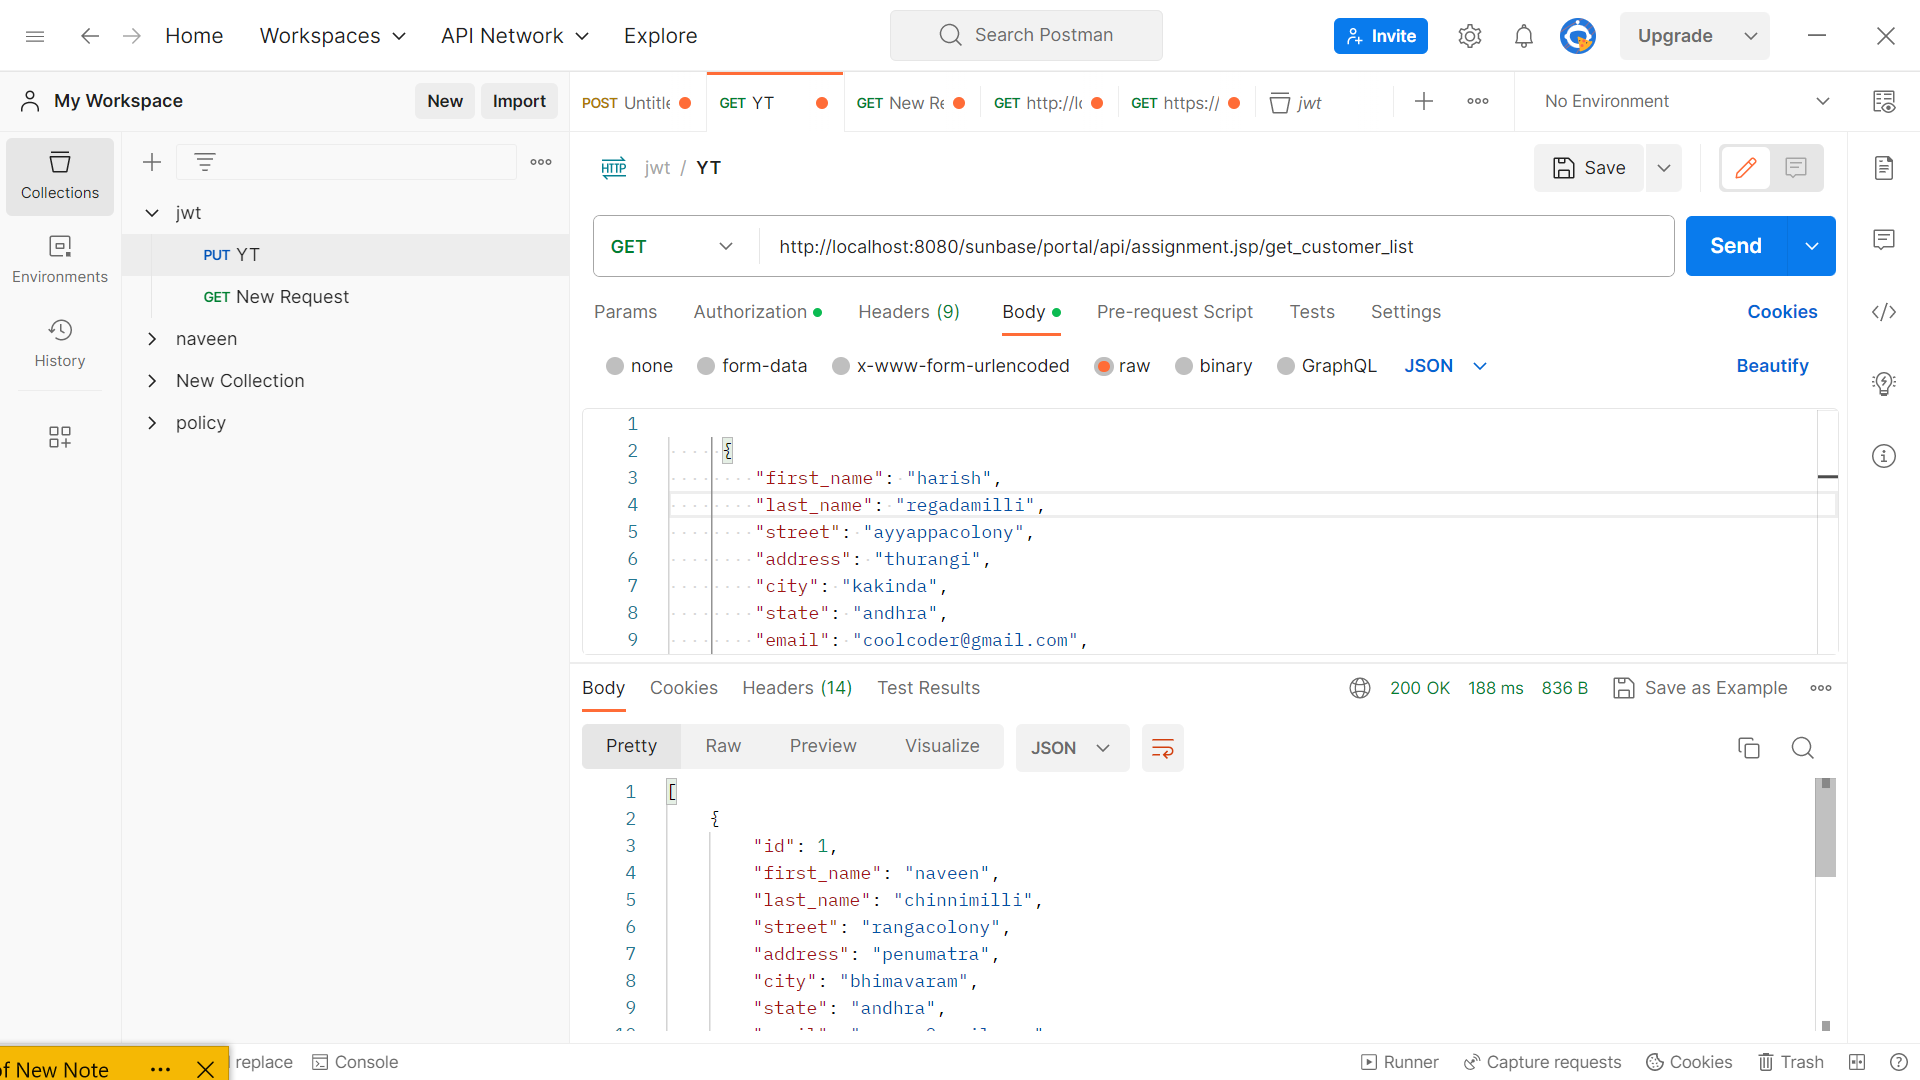 Home Workspaces API Network Explore Search Postman Invite Upgrade
My Workspace New Import POST Untitle GET YT GET New Re GET http://lo GET https:// jwt No Environment
Collections
Environments
History
jwt
PUT YT
GET New Request
naveen
New Collection
policy
HTTP jwt / YT Save
GET http://localhost:8080/sunbase/portal/api/assignment.jsp/get_customer_list Send
Params Authorization Headers (9) Body Pre-request Script Tests Settings Cookies
none form-data x-www-form-urlencoded raw binary GraphQL JSON Beautify
1
2 {
3 "first_name": "harish",
4 "last_name": "regadamilli",
5 "street": "ayyappacolony",
6 "address": "thurangi",
7 "city": "kakinda",
8 "state": "andhra",
9 "email": "coolcoder@gmail.com",
Body Cookies Headers (14) Test Results 200 OK 188 ms 836 B Save as Example
Pretty Raw Preview Visualize JSON
1 [
2 {
3 "id": 1,
4 "first_name": "naveen",
5 "last_name": "chinnimilli",
6 "street": "rangacolony",
7 "address": "penumatra",
8 "city": "bhimavaram",
9 "state": "andhra",
of New Note replace Console Runner Capture requests Cookies Trash